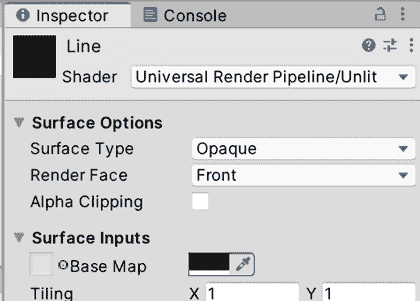 Inspector Console
Line
Shader Universal Render Pipeline/Unlit
Surface Options
Surface Type Opaque
Render Face Front
Alpha Clipping
Surface Inputs
Base Map
Tiling X 1 Y 1